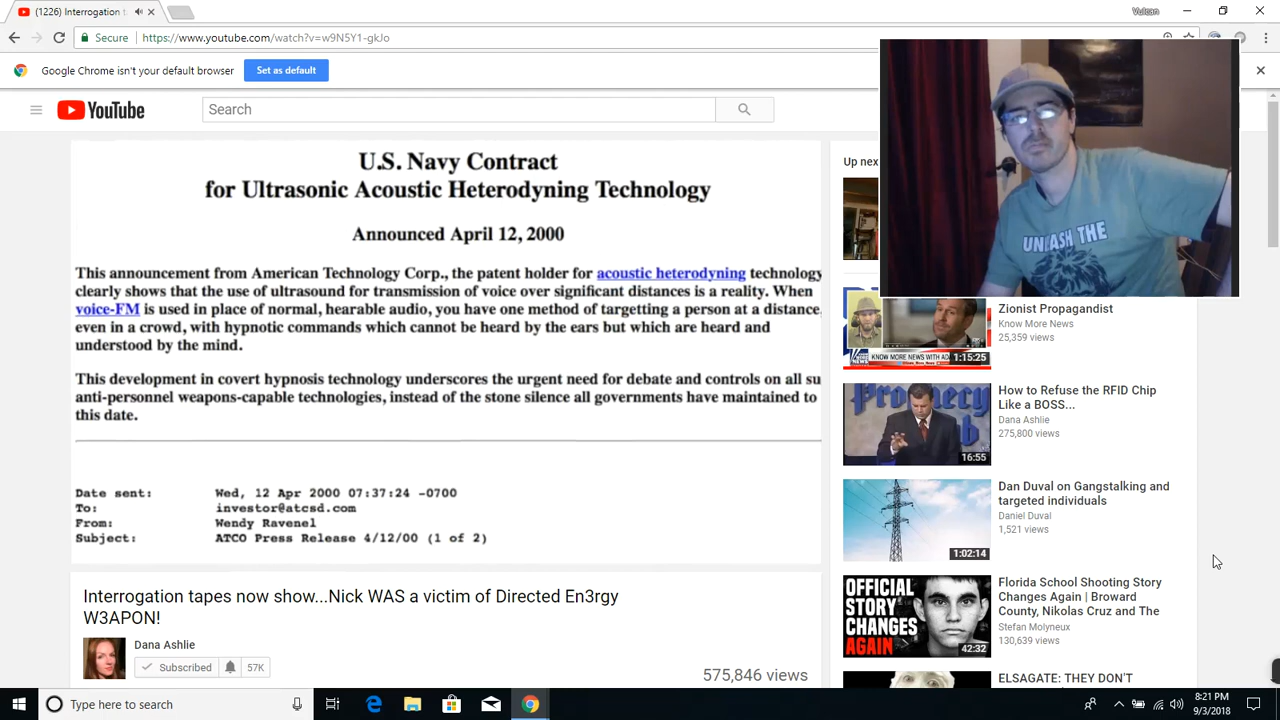 (1226) Interrogation t
Vulcan
Secure
https://www.youtube.com/watch?v=w9N5Y1-gkJo
Google Chrome isn't your default browser
Set as default
YouTube
Search
U.S. Navy Contract
for Ultrasonic Acoustic Heterodyning Technology
Announced April 12, 2000
This announcement from American Technology Corp., the patent holder for acoustic heterodyning technology
clearly shows that the use of ultrasound for transmission of voice over significant distances is a reality. When
voice-FM is used in place of normal, hearable audio, you have one method of targetting a person at a distance,
even in a crowd, with hypnotic commands which cannot be heard by the ears but which are heard and
understood by the mind.
This development in covert hypnosis technology underscores the urgent need for debate and controls on all su
anti-personnel weapons-capable technologies, instead of the stone silence all governments have maintained to
this date.
Date sent: Wed, 12 Apr 2000 07:37:24 -0700
To: investor@atcsd.com
From: Wendy Ravenel
Subject: ATCO Press Release 4/12/00 (1 of 2)
Interrogation tapes now show...Nick WAS a victim of Directed En3rgy
W3APON!
Dana Ashlie
Subscribed
57K
575,846 views
Up nex
UNLEASH THE
Zionist Propagandist
Know More News
25,359 views
KNOW MORE NEWS WITH AD
1:15:25
How to Refuse the RFID Chip
Like a BOSS...
Dana Ashlie
275,800 views
Prophecy
ub
16:55
Dan Duval on Gangstalking and
targeted individuals
Daniel Duval
1,521 views
1:02:14
Florida School Shooting Story
Changes Again | Broward
County, Nikolas Cruz and The
Stefan Molyneux
130,639 views
OFFICIAL
STORY
CHANGES
AGAIN
42:32
ELSAGATE: THEY DON'T
Type here to search
8:21 PM
9/3/2018